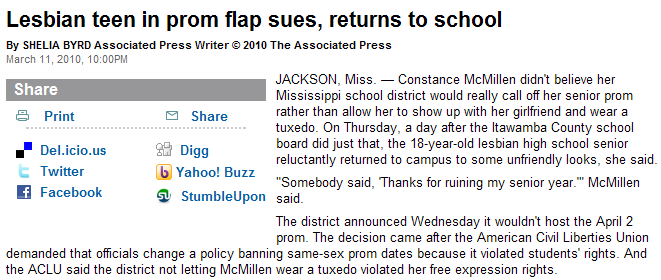 Lesbian teen in prom flap sues, returns to school
By SHELIA BYRD Associated Press Writer © 2010 The Associated Press
March 11, 2010, 10:00PM
Share
Print
Share
Del.icio.us
Digg
Twitter
Yahoo! Buzz
Facebook
StumbleUpon
JACKSON, Miss. — Constance McMillen didn't believe her
Mississippi school district would really call off her senior prom
rather than allow her to show up with her girlfriend and wear a
tuxedo. On Thursday, a day after the Itawamba County school
board did just that, the 18-year-old lesbian high school senior
reluctantly returned to campus to some unfriendly looks, she said.
"Somebody said, 'Thanks for ruining my senior year.'" McMillen
said.
The district announced Wednesday it wouldn't host the April 2
prom. The decision came after the American Civil Liberties Union
demanded that officials change a policy banning same-sex prom dates because it violated students' rights. And
the ACLU said the district not letting McMillen wear a tuxedo violated her free expression rights.